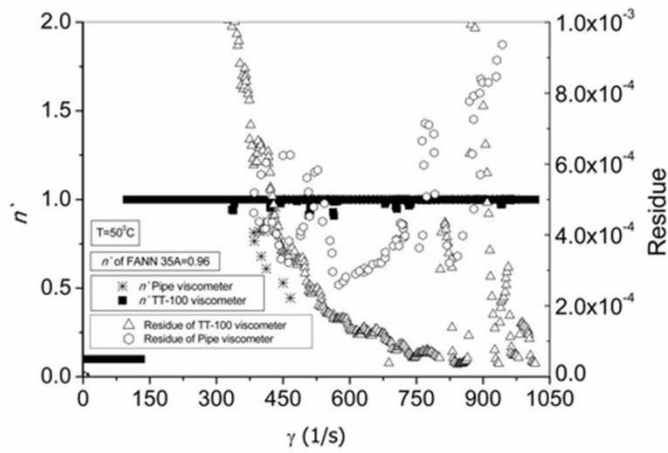 2.0
1.5
1.0
0.5
0.0
n`
1.0x10⁻³
8.0x10⁻⁴
6.0x10⁻⁴
4.0x10⁻⁴
2.0x10⁻⁴
0.0
Residue
T=50⁰C
n` of FANN 35A=0.96
n` Pipe viscometer
n` TT-100 viscometer
Residue of TT-100 viscometer
Residue of Pipe viscometer
0 150 300 450 600 750 900 1050
γ (1/s)